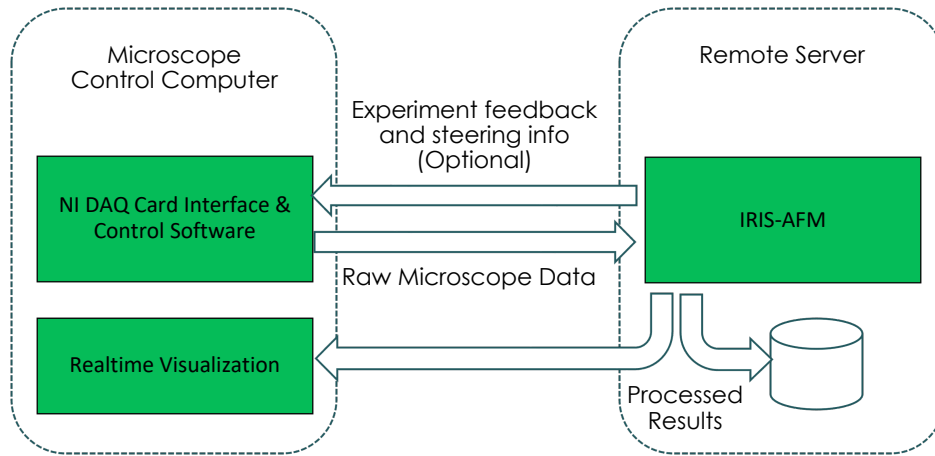 Microscope
Control Computer
Remote Server
Experiment feedback
and steering info
(Optional)
NI DAQ Card Interface &
Control Software
IRIS-AFM
Raw Microscope Data
Realtime Visualization
Processed
Results